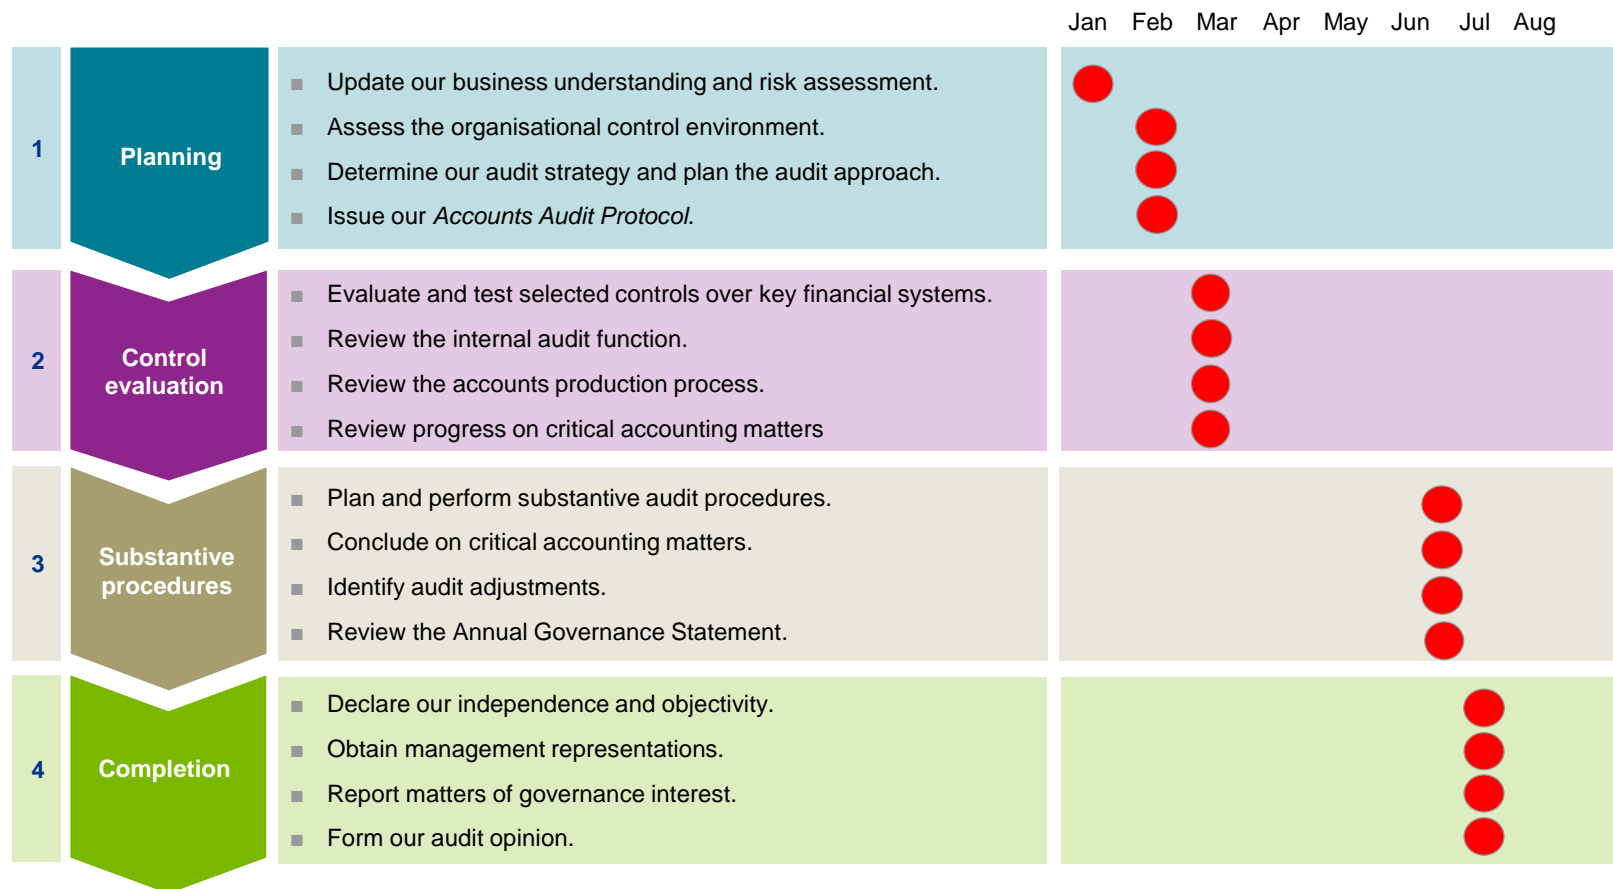 Jan Feb Mar Apr May Jun Jul Aug
1
Planning
■ Update our business understanding and risk assessment.
■ Assess the organisational control environment.
■ Determine our audit strategy and plan the audit approach.
■ Issue our Accounts Audit Protocol.
2
Control
evaluation
■ Evaluate and test selected controls over key financial systems.
■ Review the internal audit function.
■ Review the accounts production process.
■ Review progress on critical accounting matters
3
Substantive
procedures
■ Plan and perform substantive audit procedures.
■ Conclude on critical accounting matters.
■ Identify audit adjustments.
■ Review the Annual Governance Statement.
4
Completion
■ Declare our independence and objectivity.
■ Obtain management representations.
■ Report matters of governance interest.
■ Form our audit opinion.